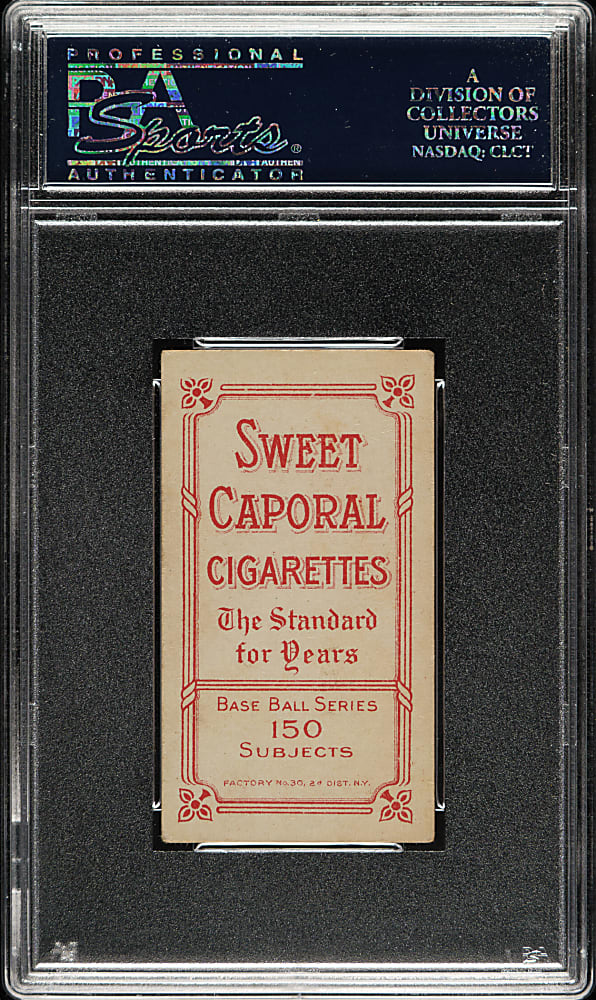 PROFESSIONAL
PSA
Sports®
AUTHENTICATOR
A
DIVISION OF
COLLECTORS
UNIVERSE
NASDAQ: CLCT
SWEET
CAPORAL
CIGARETTES
The Standard
for Years
BASE BALL SERIES
150
SUBJECTS
FACTORY No. 30, 2d DIST. N.Y.